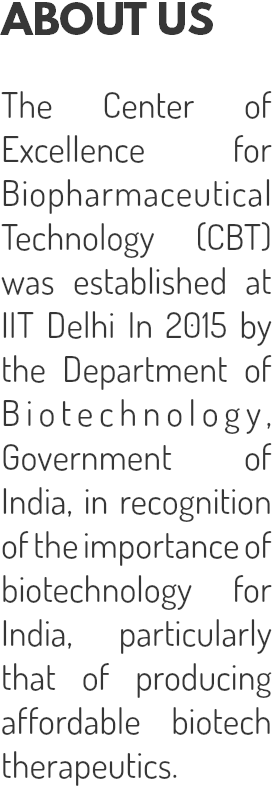 ABOUT US
The Center of
Excellence for
Biopharmaceutical
Technology (CBT)
was established at
IIT Delhi In 2015 by
the Department of
Biotechnology,
Government of
India, in recognition
of the importance of
biotechnology for
India, particularly
that of producing
affordable biotech
therapeutics.